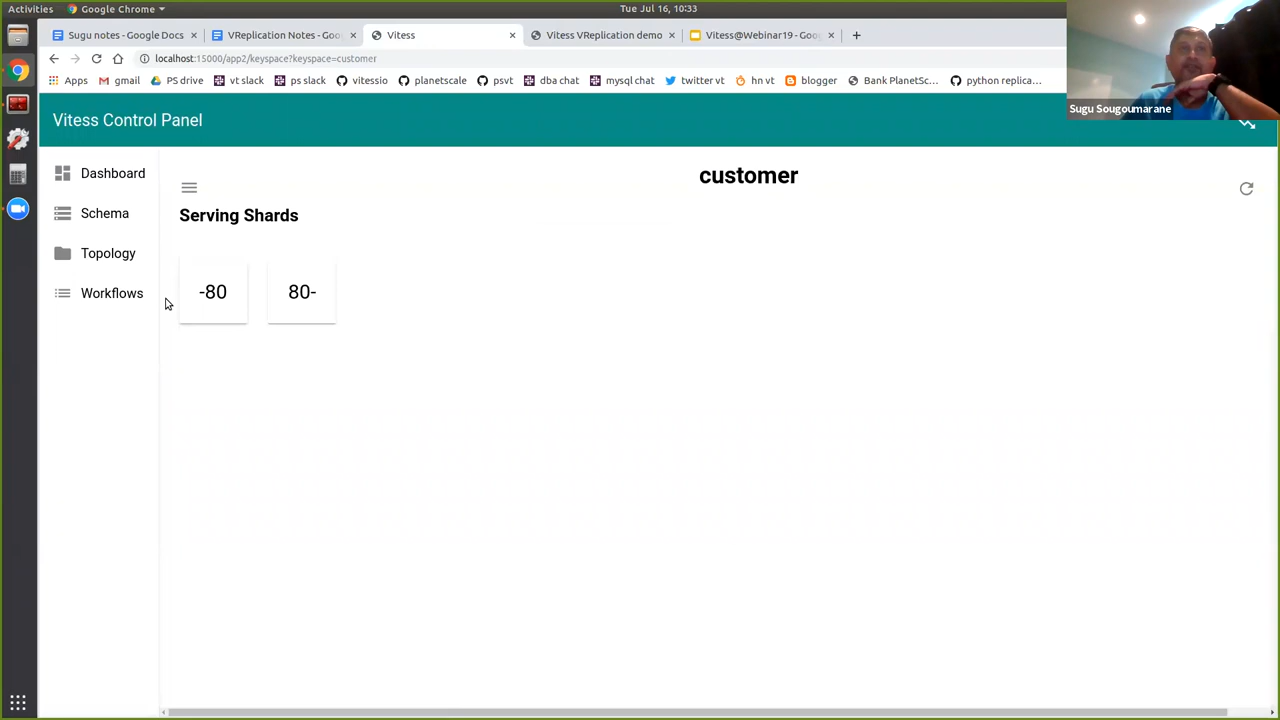 Activities
Google Chrome
Tue Jul 16, 10:33
Sugu notes - Google Docs
VReplication Notes - Goog
Vitess
Vitess VReplication demo
Vitess@Webinar19 - Goog
localhost:15000/app2/keyspace?keyspace=customer
Apps
gmail
PS drive
vt slack
ps slack
vitessio
planetscale
psvt
dba chat
mysql chat
twitter vt
hn vt
blogger
Bank PlanetSc...
python replica...
Sugu Sougoumarane
Vitess Control Panel
Dashboard
Schema
Topology
Workflows
customer
Serving Shards
-80
80-